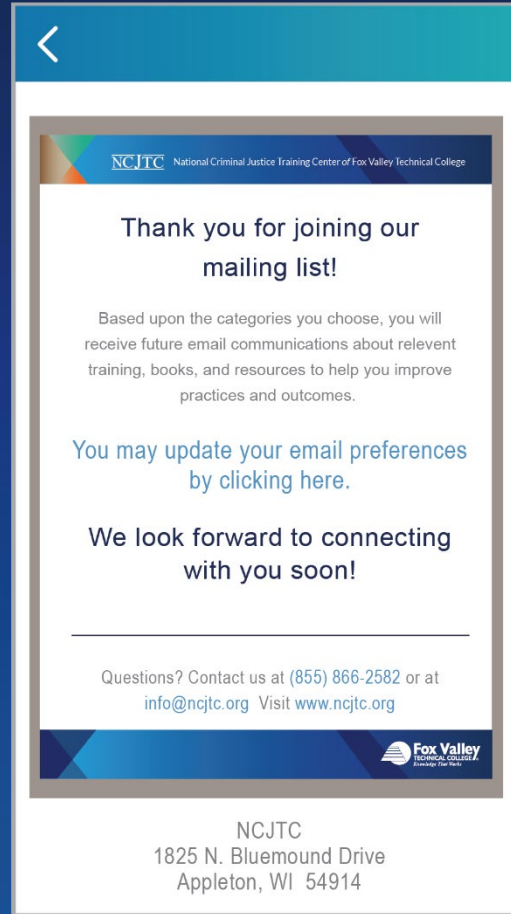 NCJTC National Criminal Justice Training Center of Fox Valley Technical College
Thank you for joining our
mailing list!
Based upon the categories you choose, you will
receive future email communications about relevent
training, books, and resources to help you improve
practices and outcomes.
You may update your email preferences
by clicking here.
We look forward to connecting
with you soon!
Questions? Contact us at (855) 866-2582 or at
info@ncjtc.org Visit www.ncjtc.org
Fox Valley
TECHNICAL COLLEGE
Knowledge That Works
NCJTC
1825 N. Bluemound Drive
Appleton, WI 54914